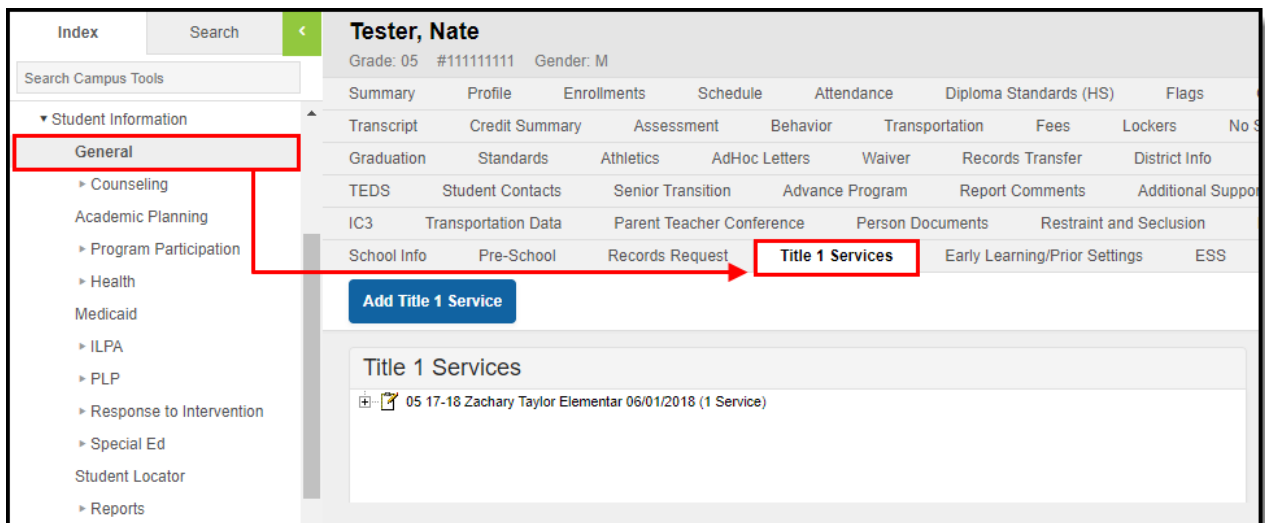 Index Search
Search Campus Tools
Student Information
General
Counseling
Academic Planning
Program Participation
Health
Medicaid
ILPA
PLP
Response to Intervention
Special Ed
Student Locator
Reports
Tester, Nate
Grade: 05 #111111111 Gender: M
Summary Profile Enrollments Schedule Attendance Diploma Standards (HS) Flags
Transcript Credit Summary Assessment Behavior Transportation Fees Lockers No
Graduation Standards Athletics AdHoc Letters Waiver Records Transfer District Info
TEDS Student Contacts Senior Transition Advance Program Report Comments Additional Suppor
IC3 Transportation Data Parent Teacher Conference Person Documents Restraint and Seclusion
School Info Pre-School Records Request Title 1 Services Early Learning/Prior Settings ESS
Add Title 1 Service
Title 1 Services
05 17-18 Zachary Taylor Elementar 06/01/2018 (1 Service)